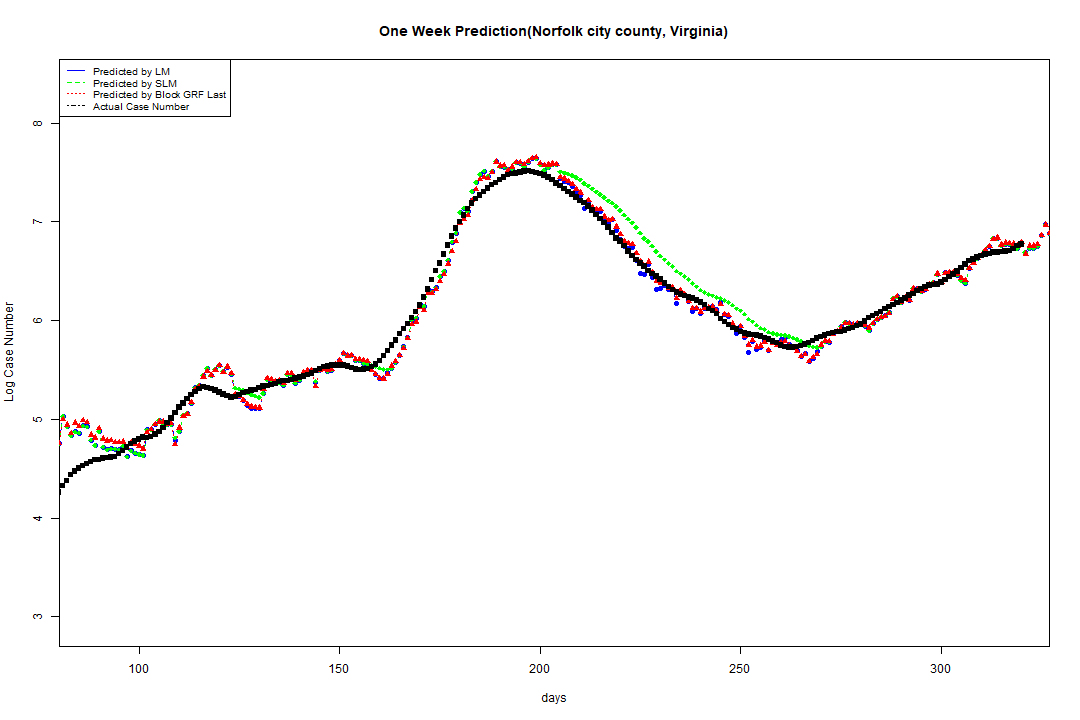 One Week Prediction(Norfolk city county, Virginia)
Predicted by LM
Predicted by SLM
Predicted by Block GRF Last
Actual Case Number
8
7
6
5
4
3
Log Case Number
100 150 200 250 300
days